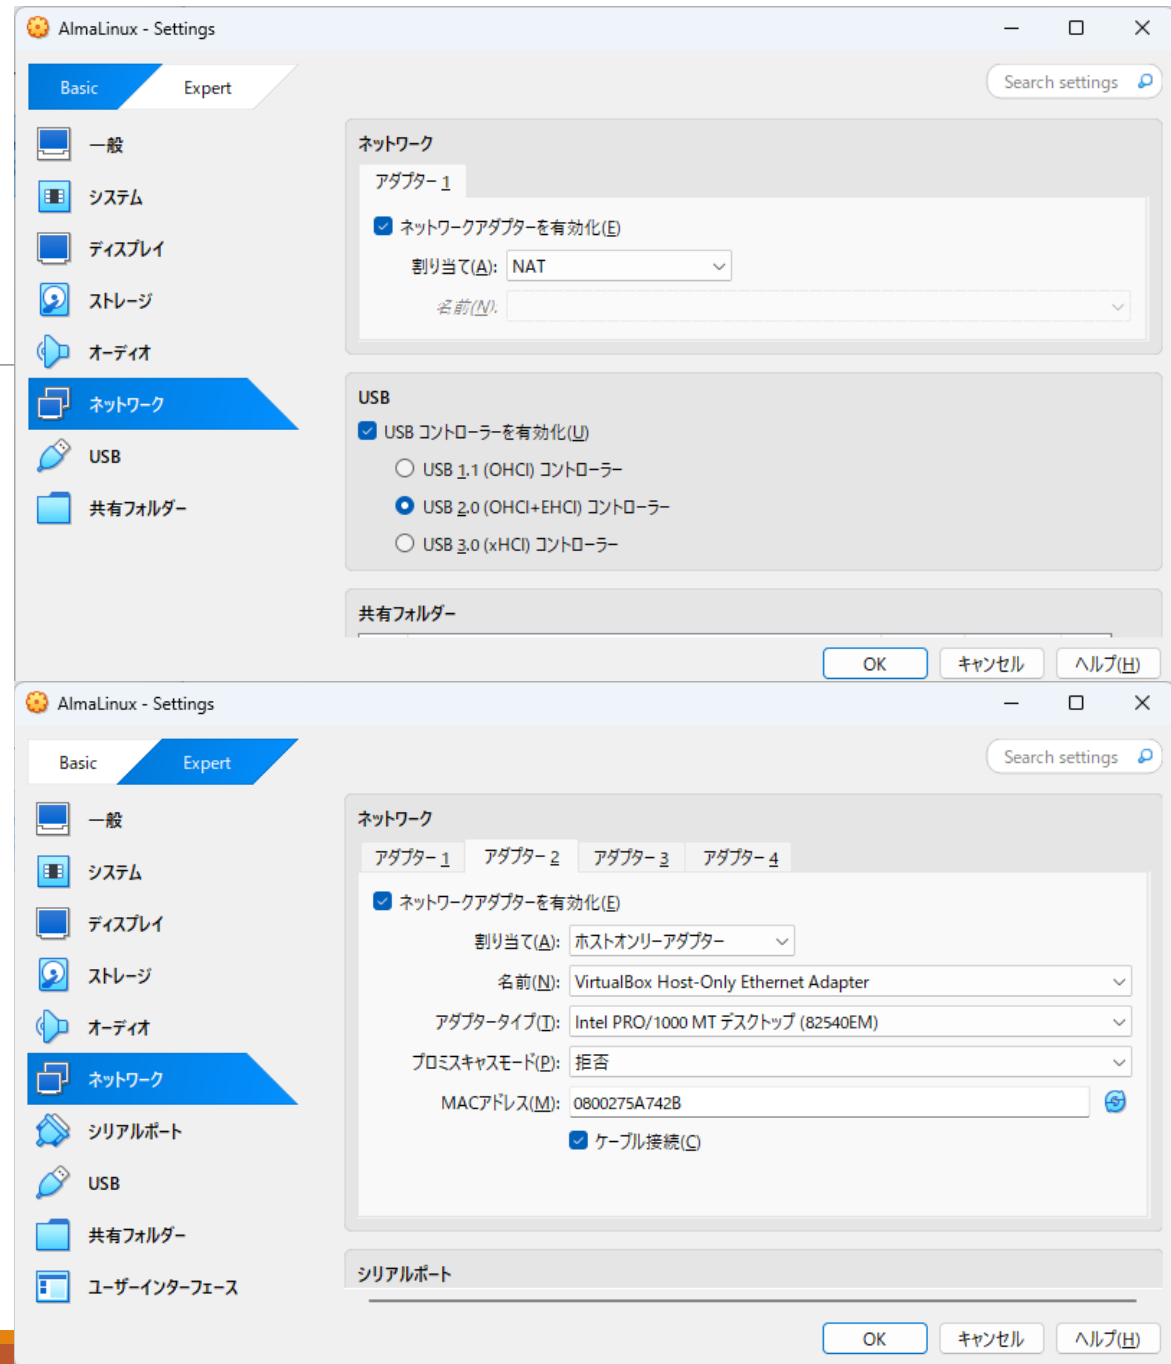 AlmaLinux - Settings
Basic
Expert
Search settings
一般
システム
ディスプレイ
ストレージ
オーディオ
ネットワーク
USB
共有フォルダー
ネットワーク
アダプター 1
ネットワークアダプターを有効化(E)
割り当て(A): NAT
名前(N):
USB
USB コントローラーを有効化(U)
USB 1.1 (OHCI) コントローラー
USB 2.0 (OHCI+EHCI) コントローラー
USB 3.0 (xHCI) コントローラー
共有フォルダー
OK キャンセル ヘルプ(H)
AlmaLinux - Settings
Basic
Expert
Search settings
一般
システム
ディスプレイ
ストレージ
オーディオ
ネットワーク
シリアルポート
USB
共有フォルダー
ユーザーインターフェース
ネットワーク
アダプター 1 アダプター 2 アダプター 3 アダプター 4
ネットワークアダプターを有効化(E)
割り当て(A): ホストオンリーアダプター
名前(N): VirtualBox Host-Only Ethernet Adapter
アダプタータイプ(T): Intel PRO/1000 MT デスクトップ (82540EM)
プロミスキャスモード(P): 拒否
MACアドレス(M): 0800275A742B
ケーブル接続(C)
シリアルポート
OK キャンセル ヘルプ(H)